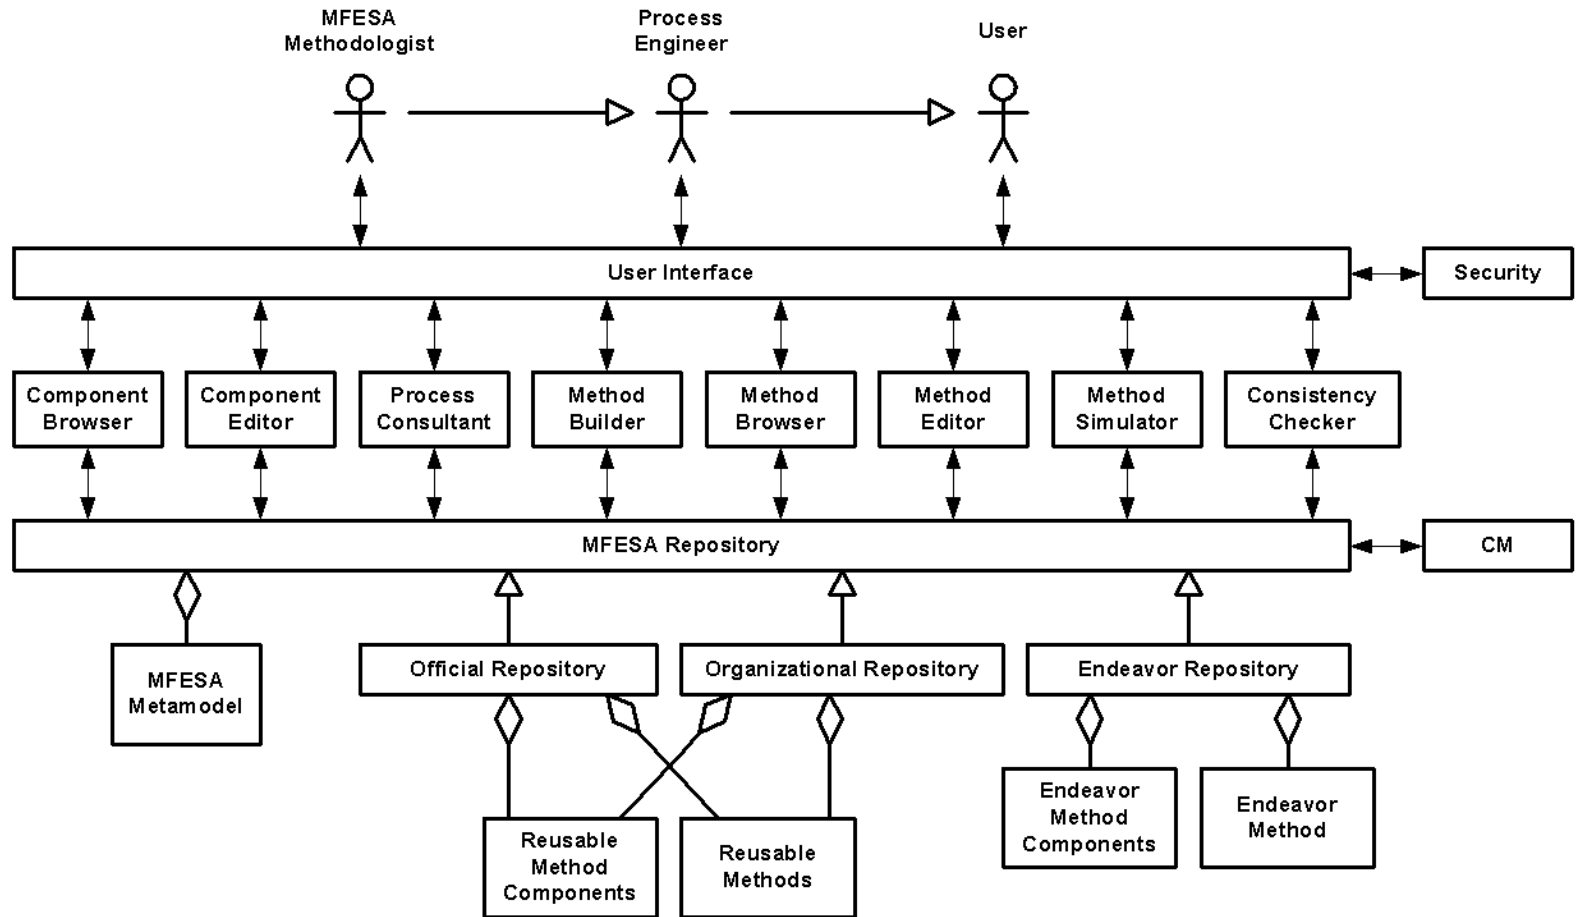 MFESA
Methodologist
Process
Engineer
User
User Interface
Security
Component
Browser
Component
Editor
Process
Consultant
Method
Builder
Method
Browser
Method
Editor
Method
Simulator
Consistency
Checker
MFESA Repository
CM
MFESA
Metamodel
Official Repository
Organizational Repository
Endeavor Repository
Reusable
Method
Components
Reusable
Methods
Endeavor
Method
Components
Endeavor
Method